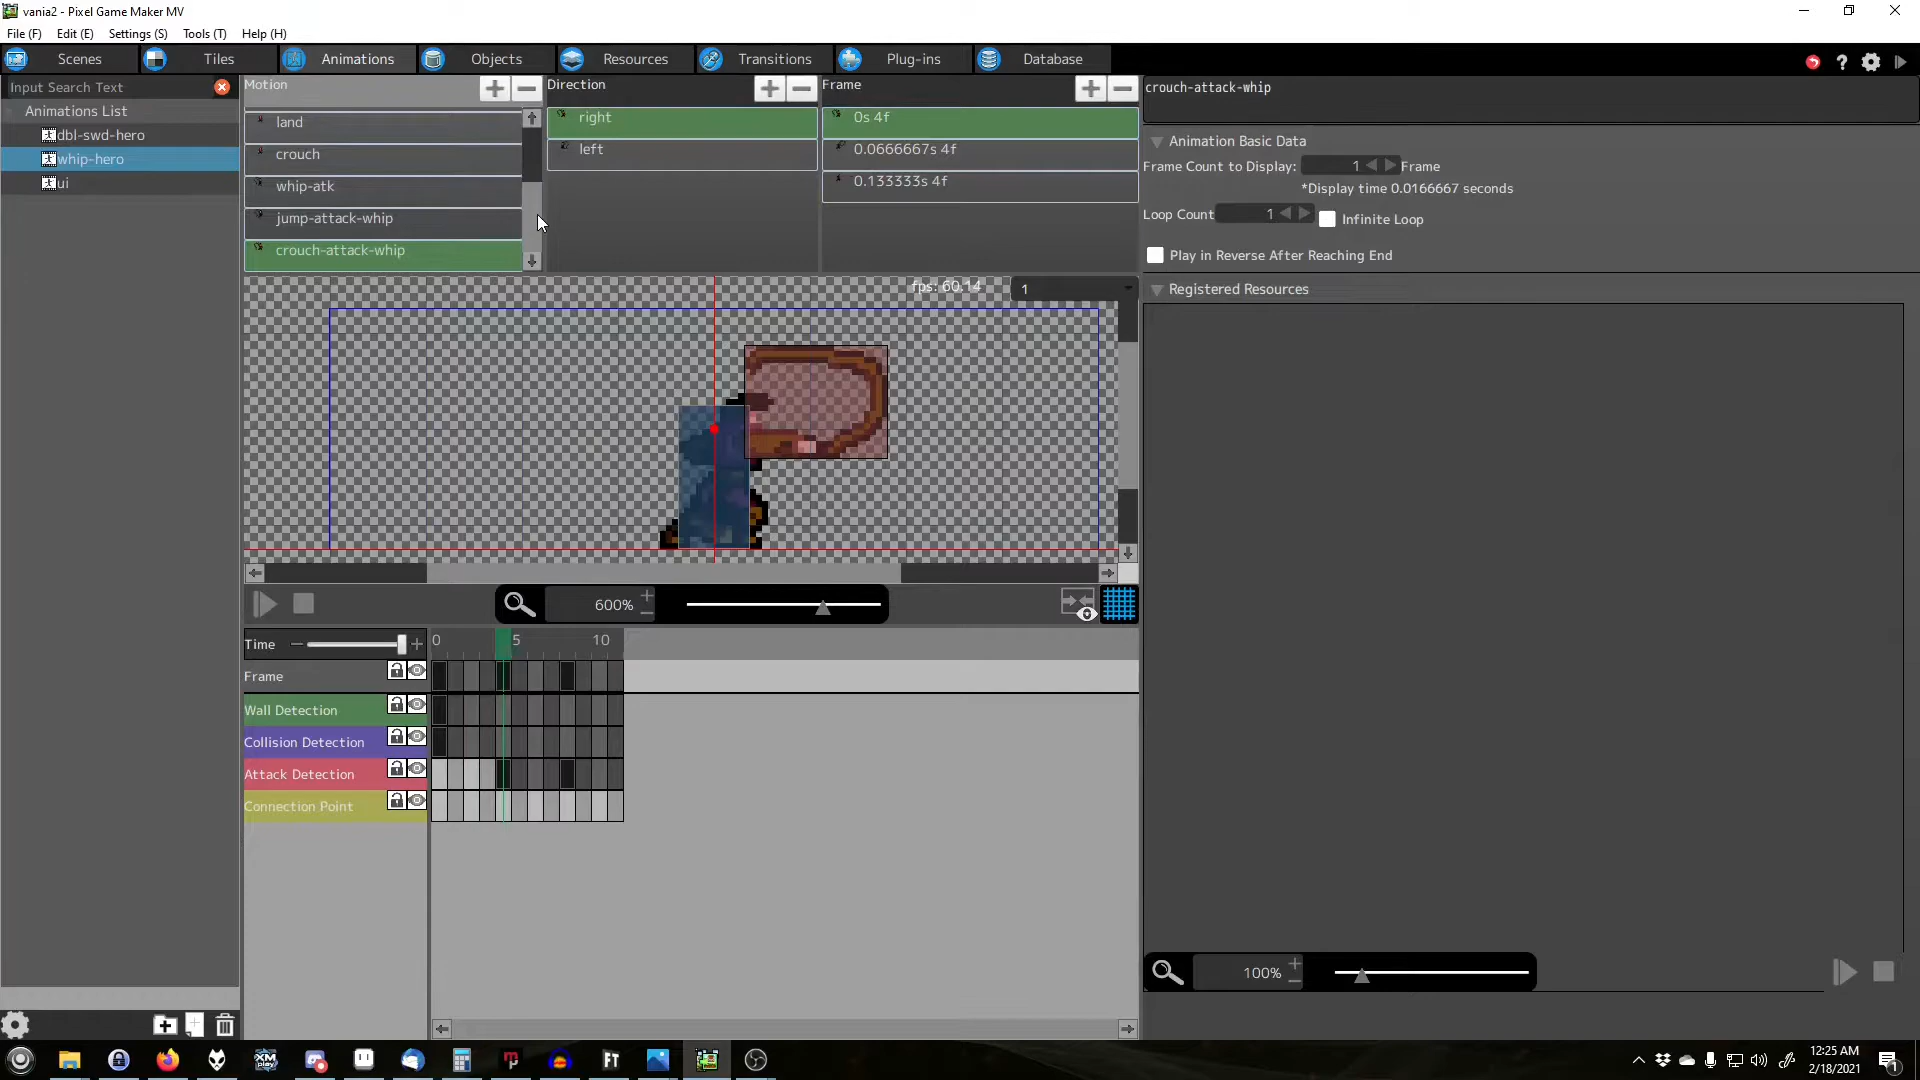 vania2 - Pixel Game Maker MV
File (F) Edit (E) Settings (S) Tools (T) Help (H)
Scenes Tiles Animations Objects Resources Transitions Plug-ins Database
Input Search Text
Animations List
dbl-swd-hero
whip-hero
ui
Motion
land
crouch
whip-atk
jump-attack-whip
crouch-attack-whip
Direction
right
left
Frame
0s 4f
0.0666667s 4f
0.133333s 4f
crouch-attack-whip
Animation Basic Data
Frame Count to Display: 1 Frame
*Display time 0.0166667 seconds
Loop Count 1 Infinite Loop
Play in Reverse After Reaching End
Registered Resources
fps: 60.14
1
600%
Time
0 5 10
Frame
Wall Detection
Collision Detection
Attack Detection
Connection Point
100%
12:25 AM
2/18/2021